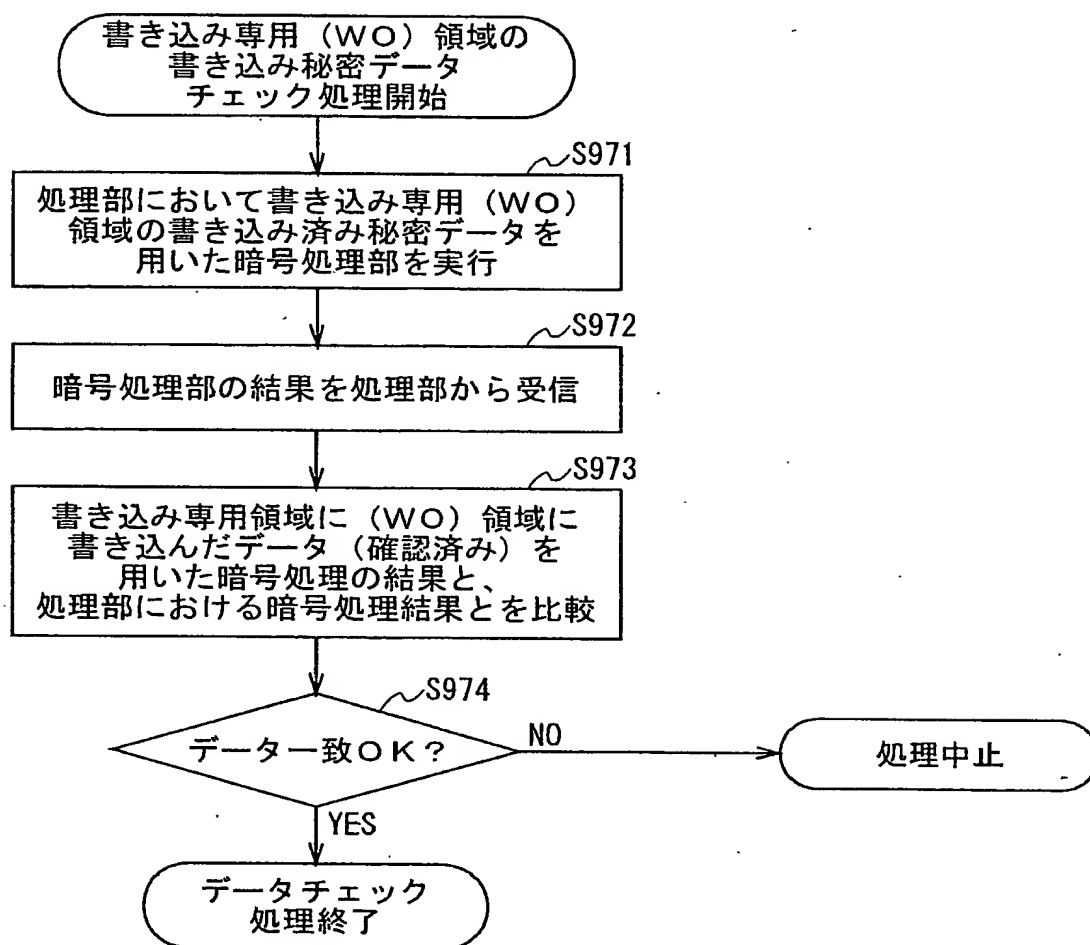 書き込み専用（WO）領域の
書き込み秘密データ
チェック処理開始
S971
処理部において書き込み専用（WO）
領域の書き込み済み秘密データを
用いた暗号処理部を実行
S972
暗号処理部の結果を処理部から受信
S973
書き込み専用領域に（WO）領域に
書き込んだデータ（確認済み）を
用いた暗号処理の結果と、
処理部における暗号処理結果とを比較
S974
データ一致OK？
NO
処理中止
YES
データチェック
処理終了